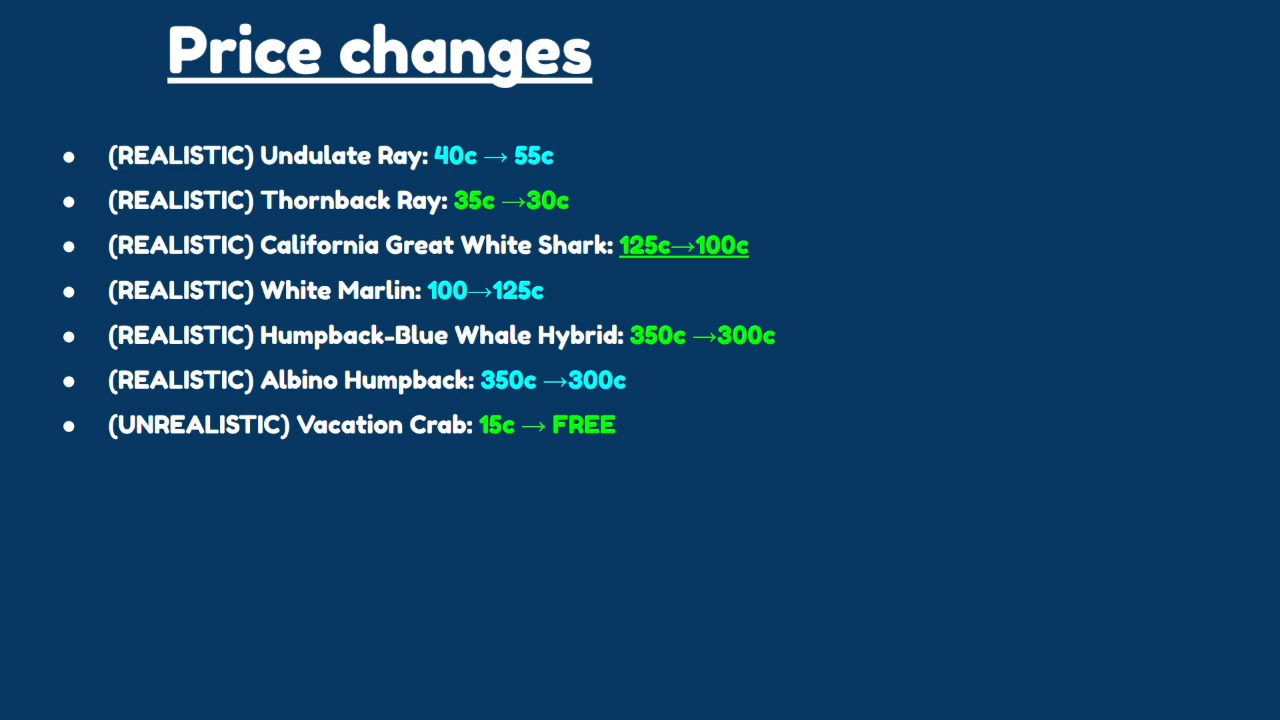 Price changes
● (REALISTIC) Undulate Ray: 40c → 55c
● (REALISTIC) Thornback Ray: 35c →30c
● (REALISTIC) California Great White Shark: 125c→100c
● (REALISTIC) White Marlin: 100→125c
● (REALISTIC) Humpback-Blue Whale Hybrid: 350c →300c
● (REALISTIC) Albino Humpback: 350c →300c
● (UNREALISTIC) Vacation Crab: 15c → FREE